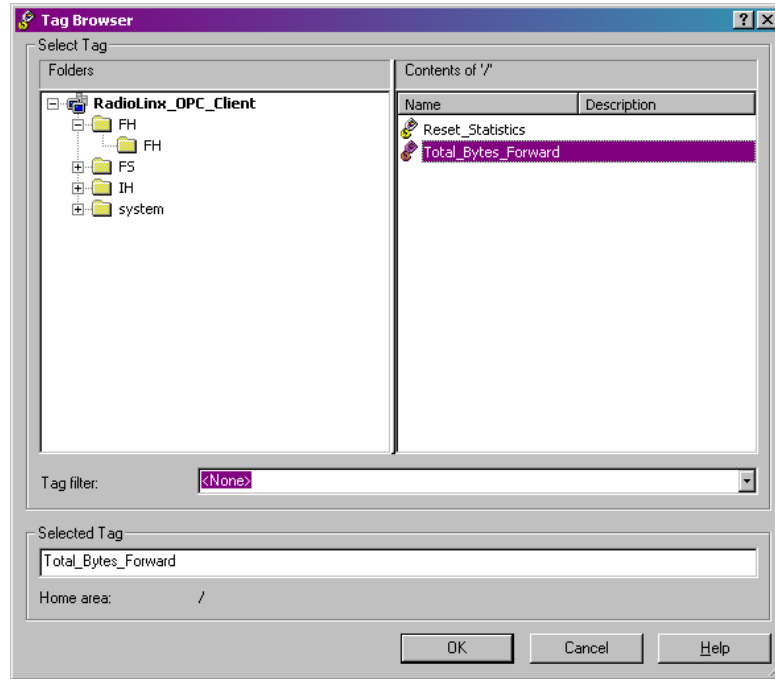 Tag Browser
Select Tag
Folders
Contents of '/'
RadioLinx_OPC_Client
FH
FH
FS
IH
system
Name Description
Reset_Statistics
Total_Bytes_Forward
Tag filter:
<None>
Selected Tag
Total_Bytes_Forward
Home area: /
OK Cancel Help